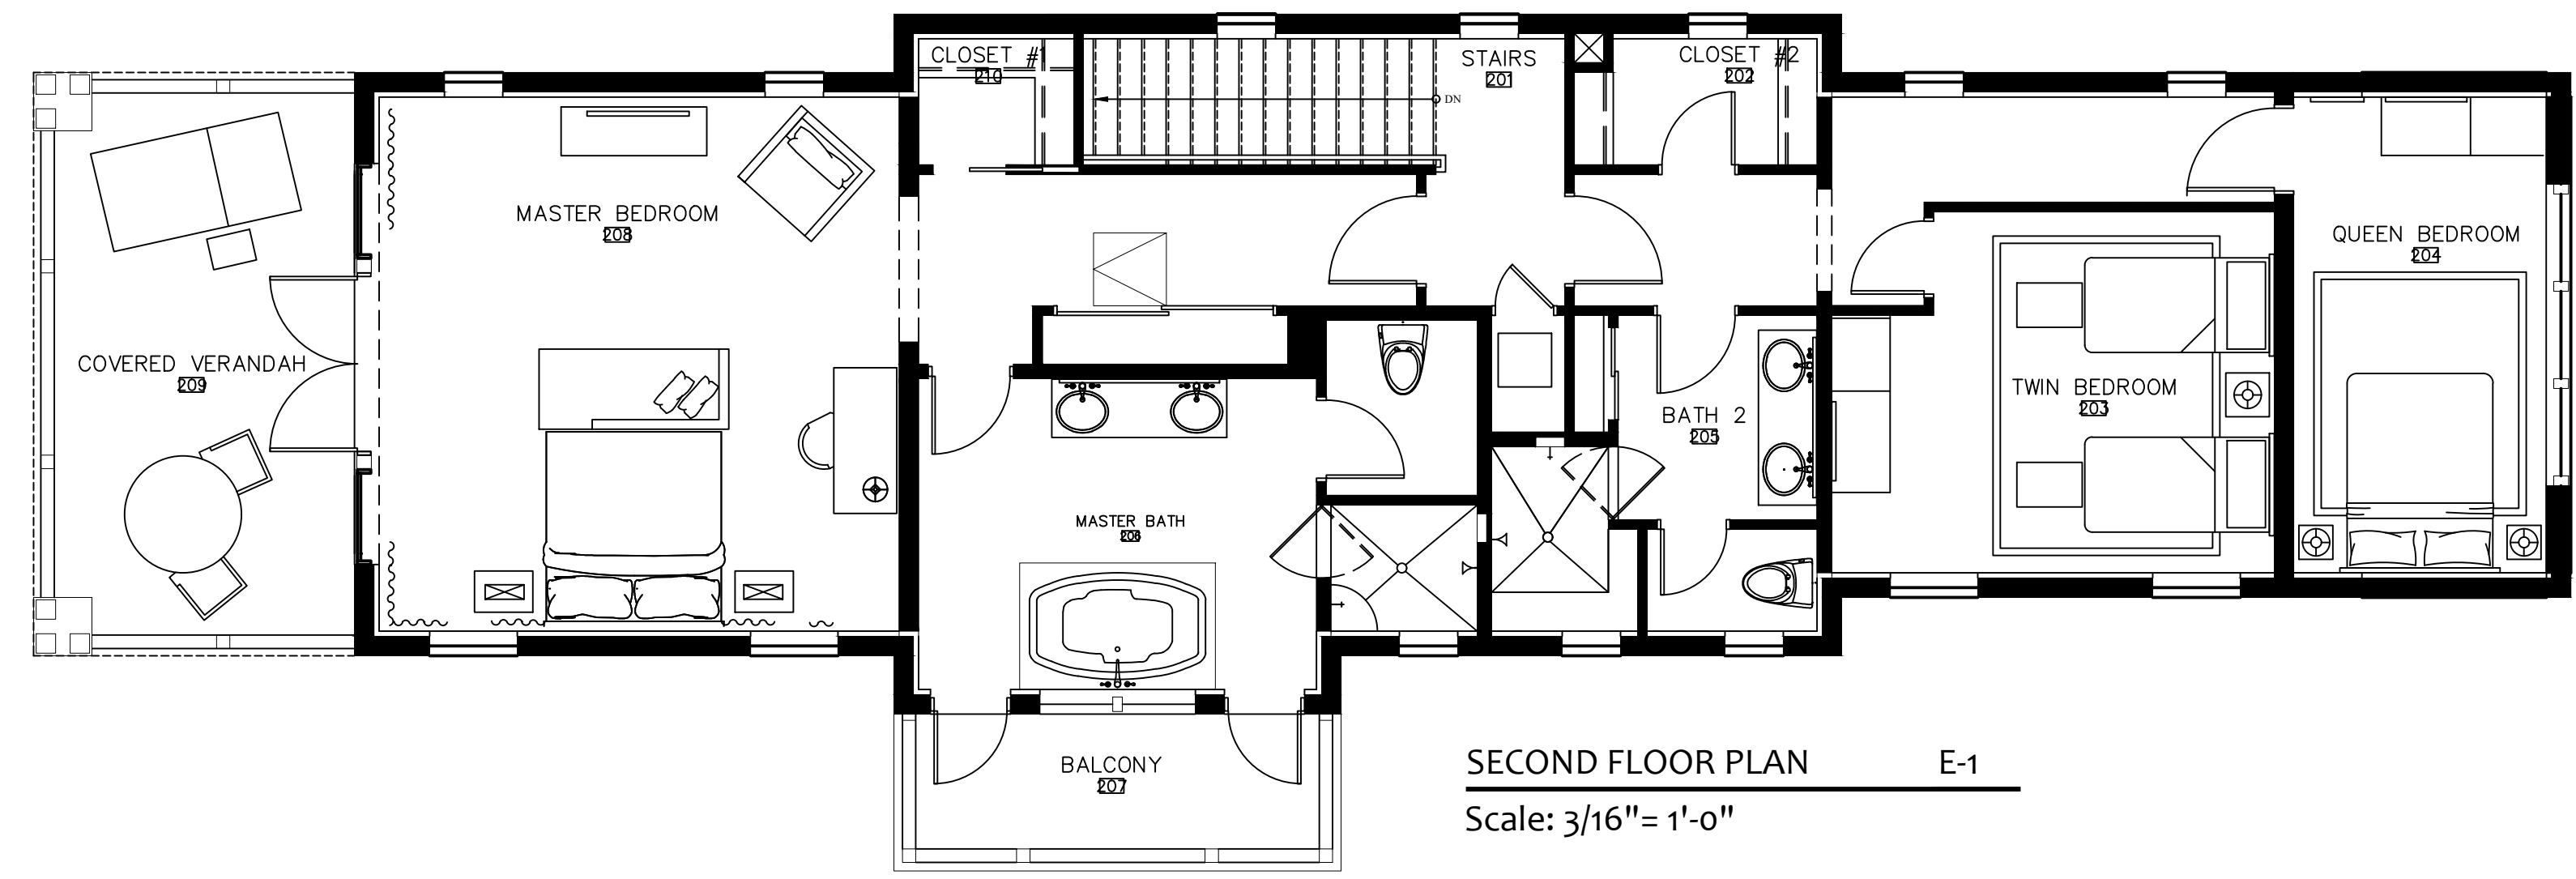 CLOSET #1
210
STAIRS
201
CLOSET #2
202
DN
MASTER BEDROOM
208
QUEEN BEDROOM
204
COVERED VERANDAH
209
TWIN BEDROOM
203
BATH 2
205
MASTER BATH
206
BALCONY
207
SECOND FLOOR PLAN E-1
Scale: 3/16"= 1'-0"